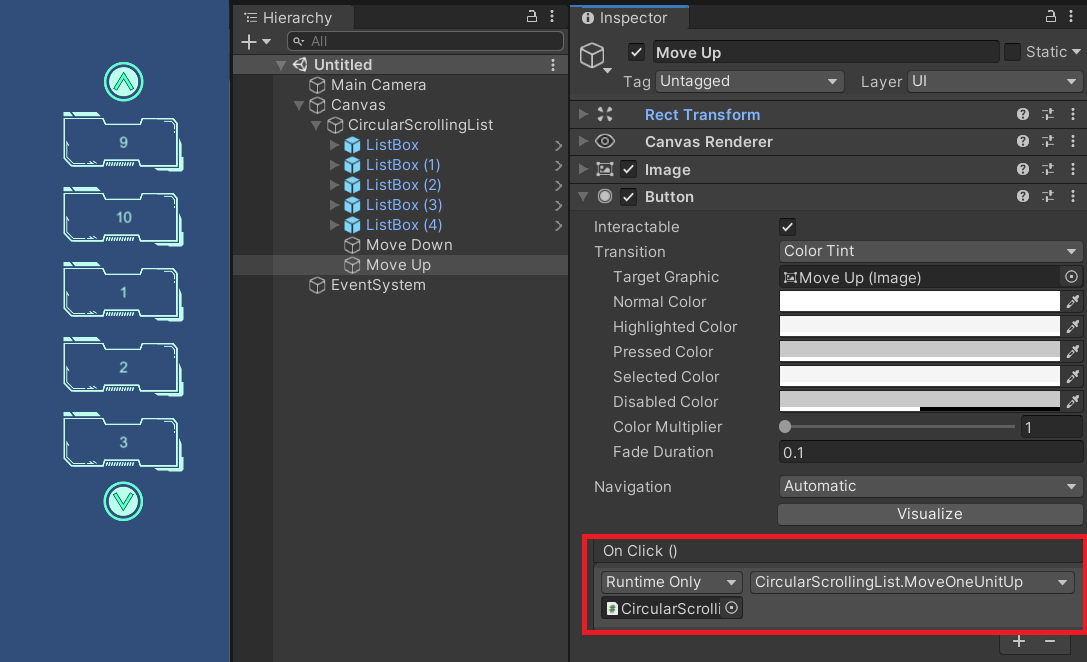 9
10
1
2
3
Hierarchy
All
Untitled
Main Camera
Canvas
CircularScrollingList
ListBox
ListBox (1)
ListBox (2)
ListBox (3)
ListBox (4)
Move Down
Move Up
EventSystem
Inspector
Move Up Static
Tag Untagged Layer UI
Rect Transform
Canvas Renderer
Image
Button
Interactable
Transition Color Tint
Target Graphic Move Up (Image)
Normal Color
Highlighted Color
Pressed Color
Selected Color
Disabled Color
Color Multiplier 1
Fade Duration 0.1
Navigation Automatic
Visualize
On Click ()
Runtime Only CircularScrollingList.MoveOneUnitUp
CircularScrolli